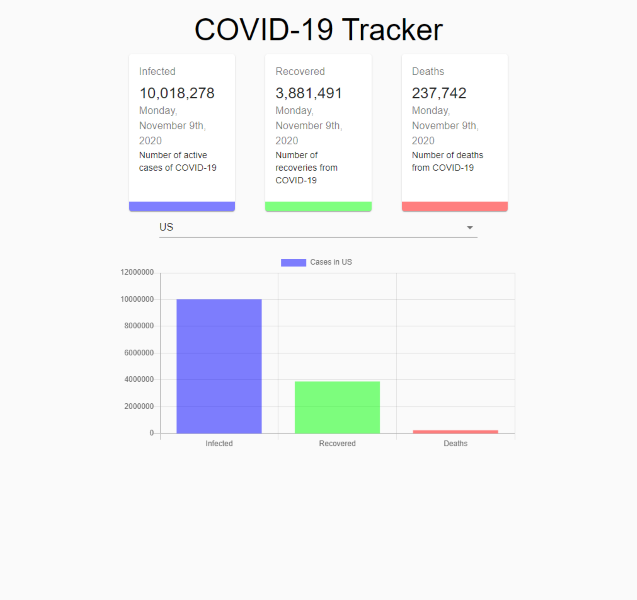 COVID-19 Tracker
Infected
10,018,278
Monday,
November 9th,
2020
Number of active
cases of COVID-19
Recovered
3,881,491
Monday,
November 9th,
2020
Number of
recoveries from
COVID-19
Deaths
237,742
Monday,
November 9th,
2020
Number of deaths
from COVID-19
US
Cases in US
12000000
10000000
8000000
6000000
4000000
2000000
0
Infected
Recovered
Deaths